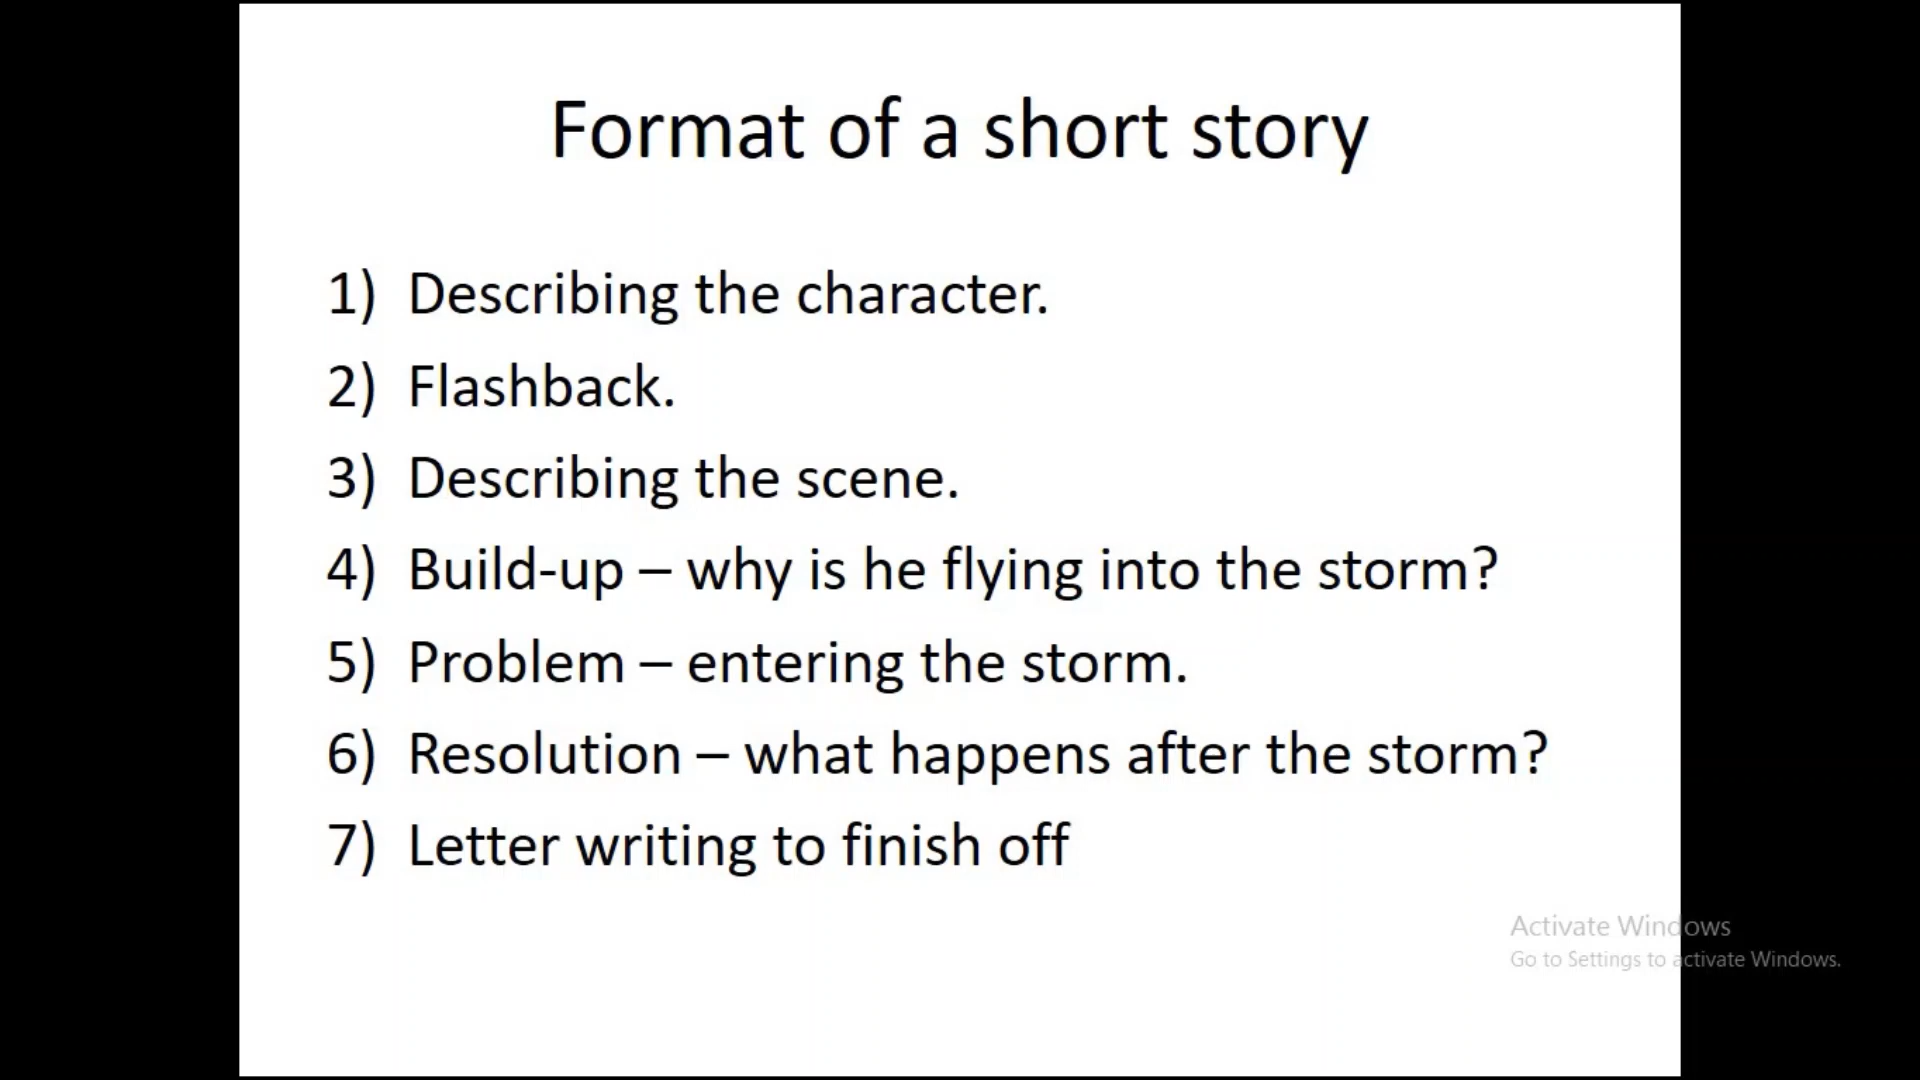 Format of a short story
1) Describing the character.
2) Flashback.
3) Describing the scene.
4) Build-up – why is he flying into the storm?
5) Problem – entering the storm.
6) Resolution – what happens after the storm?
7) Letter writing to finish off
Activate Windows
Go to Settings to activate Windows.